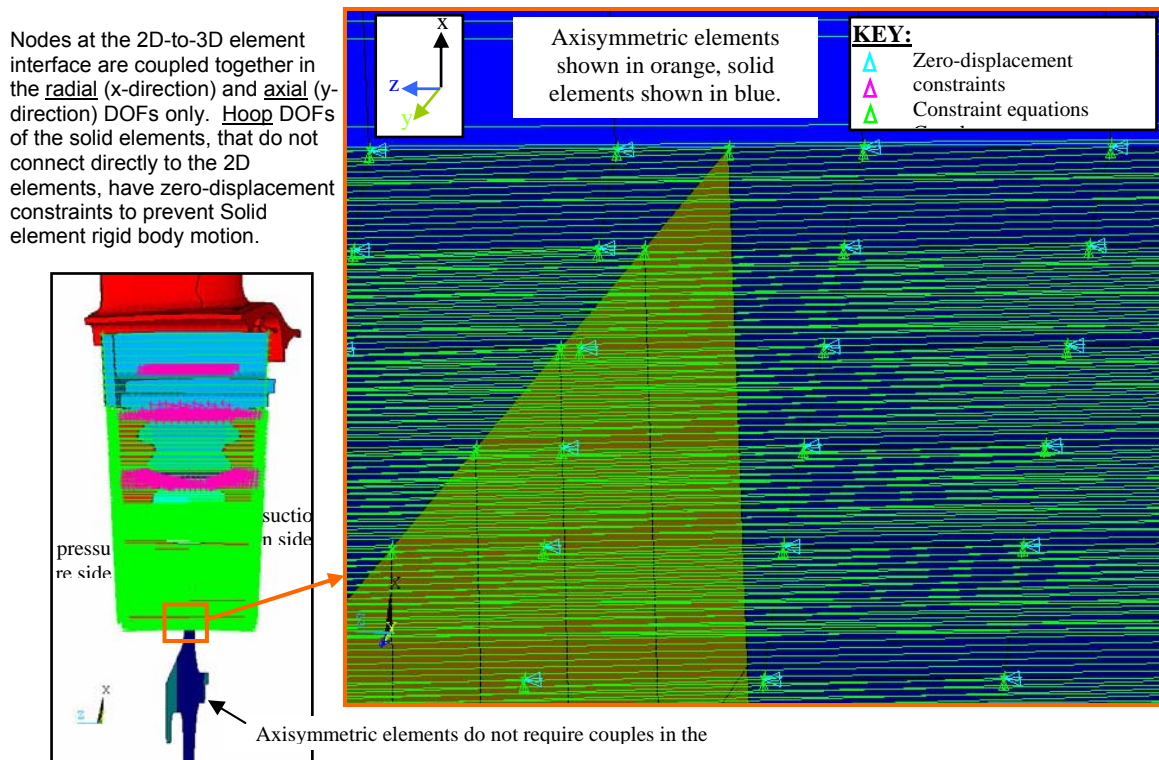 Nodes at the 2D-to-3D element
interface are coupled together in
the radial (x-direction) and axial (y-
direction) DOFs only. Hoop DOFs
of the solid elements, that do not
connect directly to the 2D
elements, have zero-displacement
constraints to prevent Solid
element rigid body motion.
x
z
y
Axisymmetric elements
shown in orange, solid
elements shown in blue.
KEY:
Zero-displacement
constraints
Constraint equations
suctio
n side
pressu
re side
x
z
X
Axisymmetric elements do not require couples in the